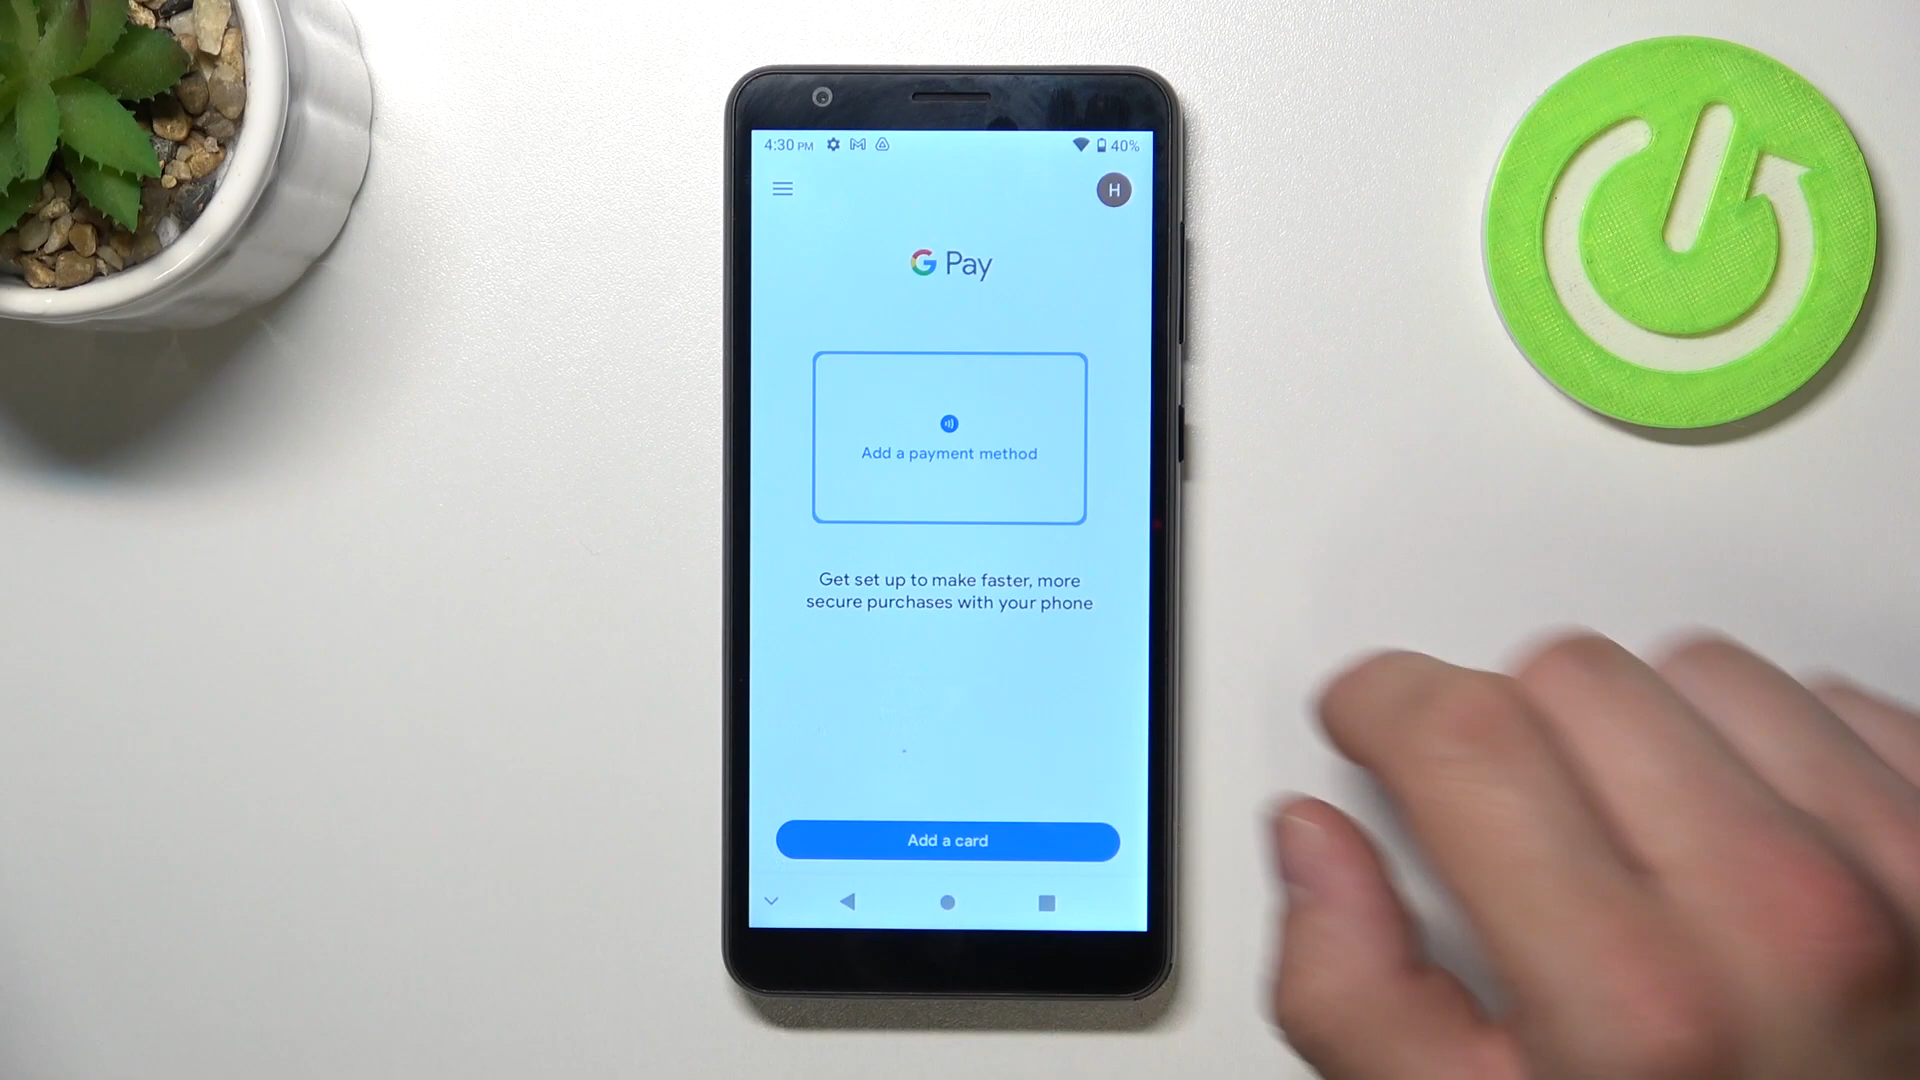 4:30 PM
40%
H
G Pay
Add a payment method
Get set up to make faster, more
secure purchases with your phone
Add a card